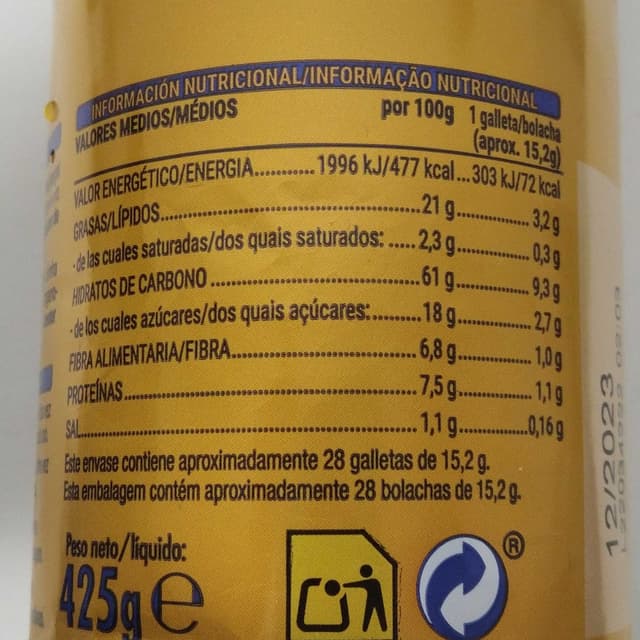 INFORMACIÓN NUTRICIONAL/INFORMAÇÃO NUTRICIONAL
VALORES MEDIOS/MÉDIOS por 100g 1 galleta/bolacha
(aprox. 15,2g)
VALOR ENERGÉTICO/ENERGIA........... 1996 kJ/477 kcal... 303 kJ/72 kcal
GRASAS/LÍPIDOS........ 21 g........ 3,2 g
- de las cuales saturadas/dos quais saturados: ..... 2,3 g........ 0,3 g
HIDRATOS DE CARBONO ........ 61 g........ 9,3 g
- de los cuales azúcares/dos quais açúcares:........ 18 g........ 2,7 g
FIBRA ALIMENTARIA/FIBRA........ 6,8 g........ 1,0 g
PROTEÍNAS........ 7,5 g........ 1,1 g
SAL........ 1,1 g........ 0,16 g
Este envase contiene aproximadamente 28 galletas de 15,2 g.
Esta embalagem contém aproximadamente 28 bolachas de 15,2 g.
Peso neto/líquido:
425g e
®
12/2023